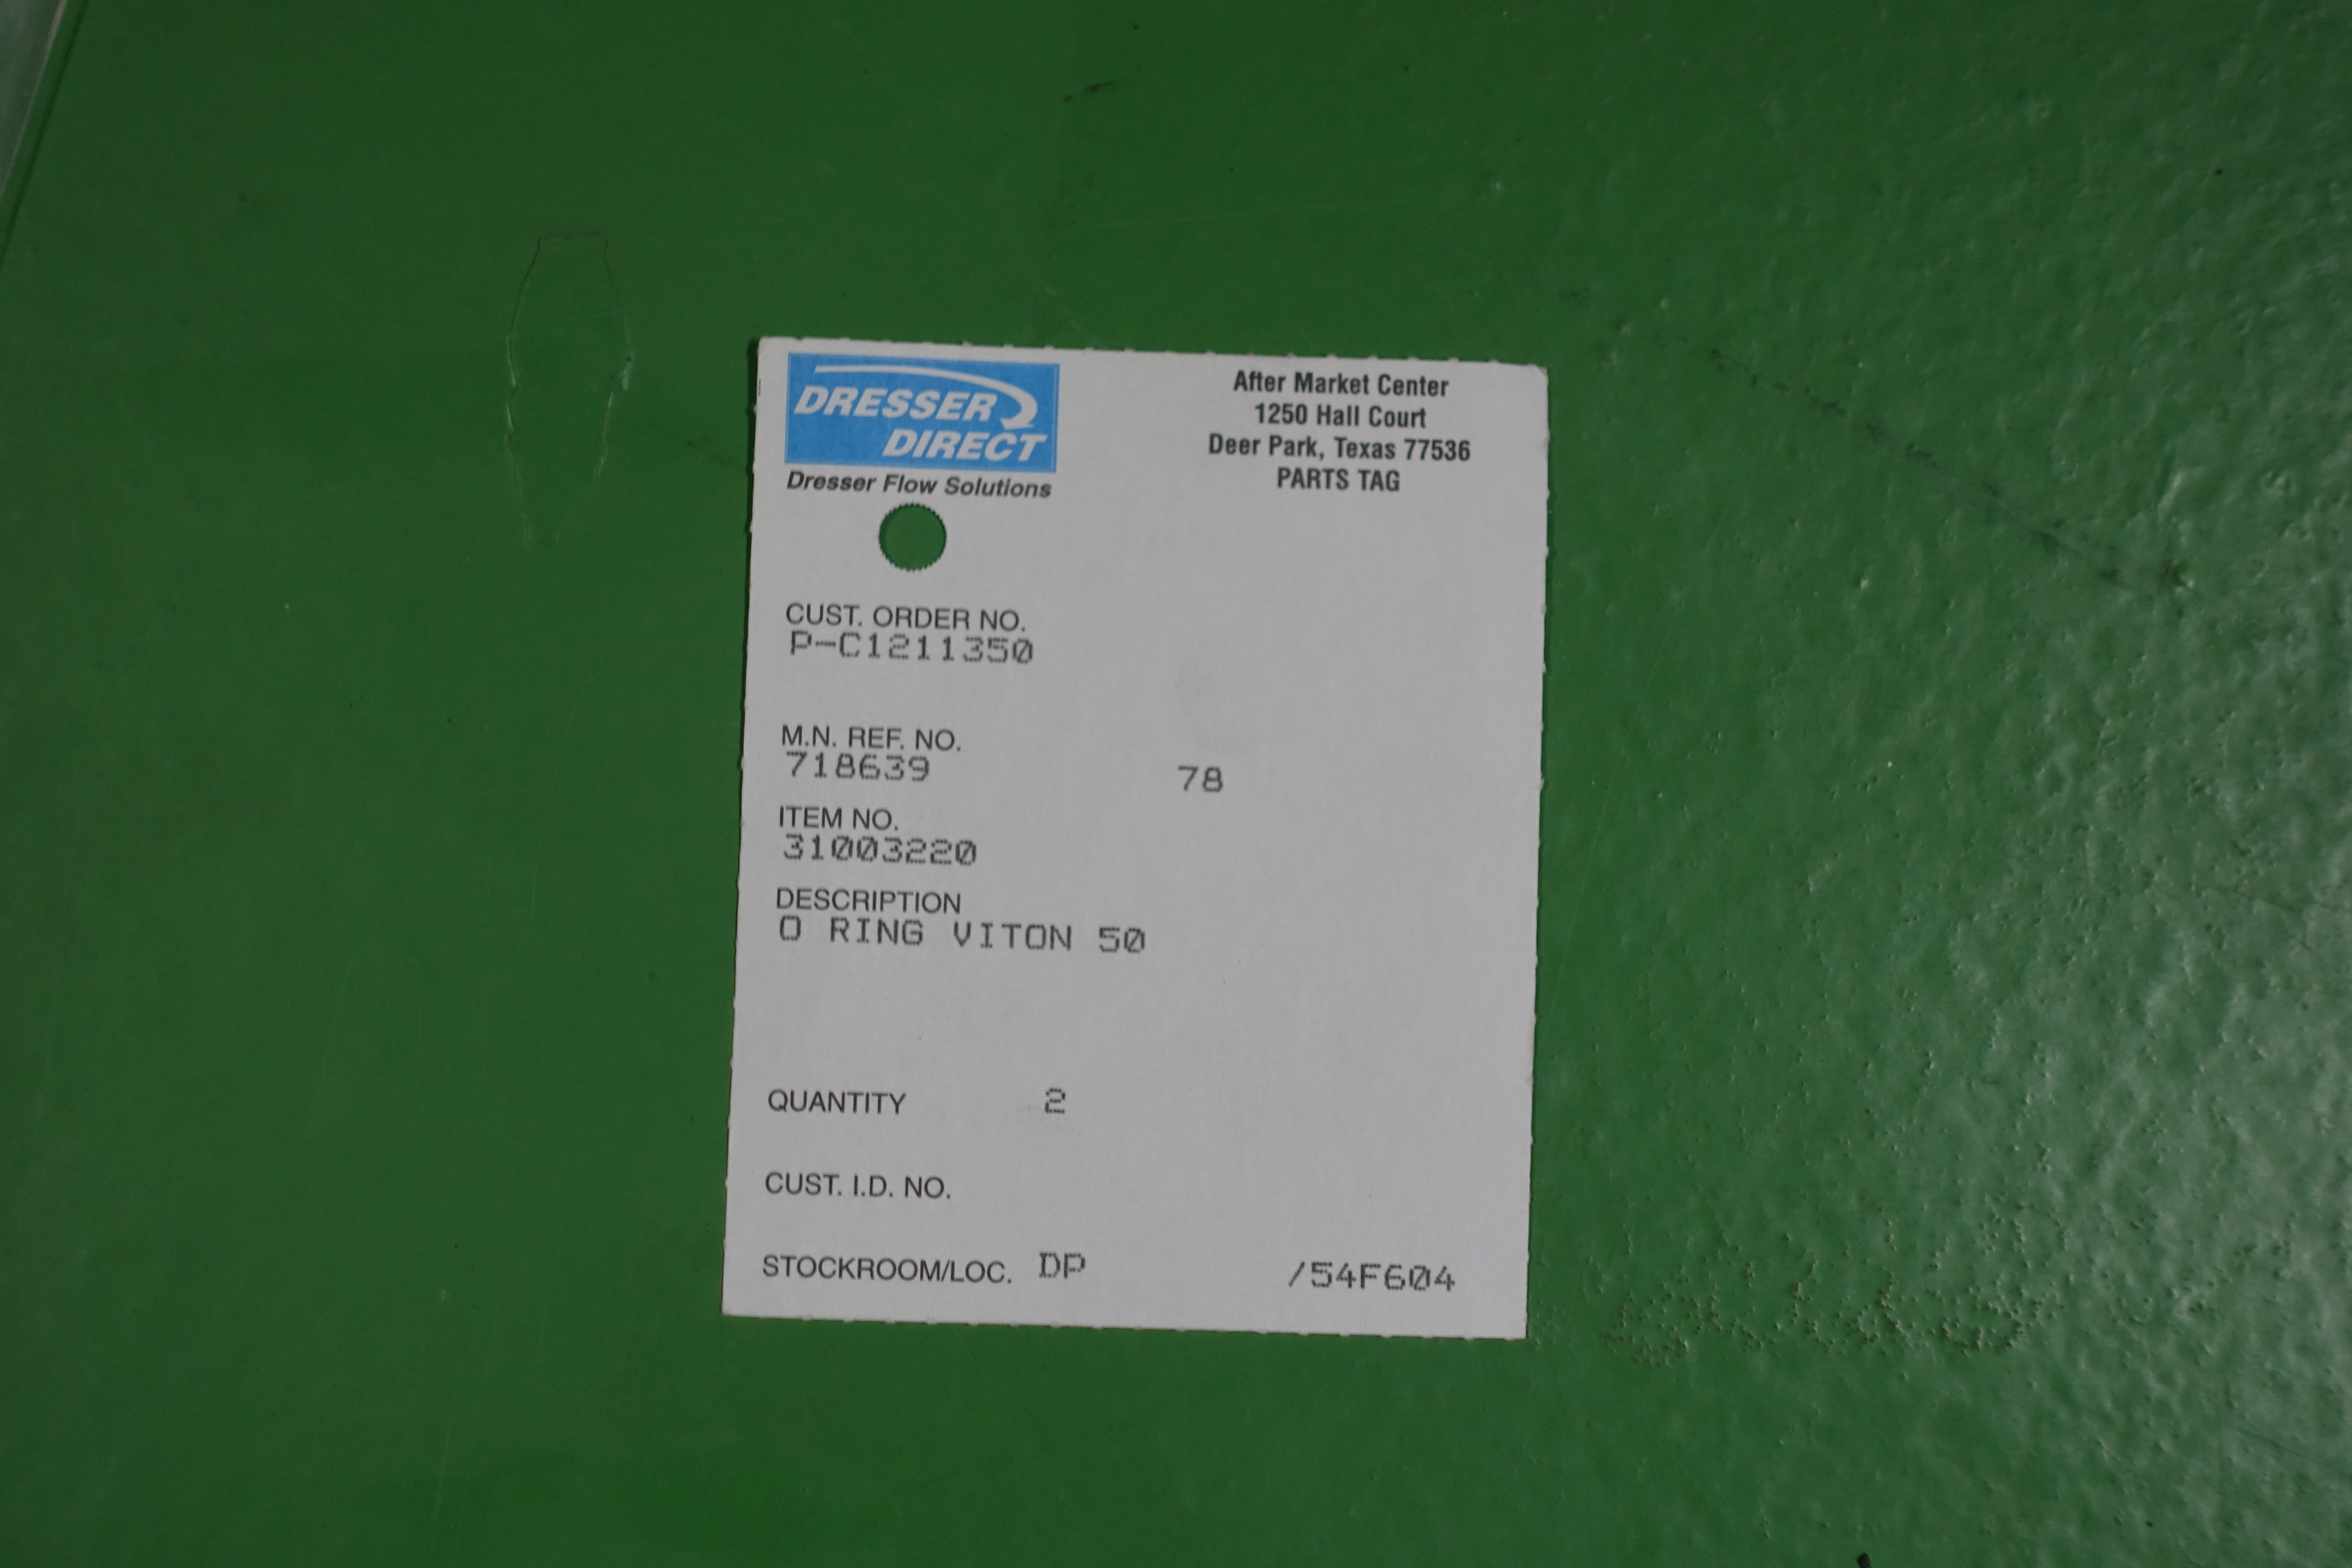 DRESSER
DIRECT
Dresser Flow Solutions
After Market Center
1250 Hall Court
Deer Park, Texas 77536
PARTS TAG
CUST. ORDER NO.
P-C1211350
M.N. REF. NO.
718639 78
ITEM NO.
31003220
DESCRIPTION
O RING VITON 50
QUANTITY 2
CUST. I.D. NO.
STOCKROOM/LOC. DP /54F604